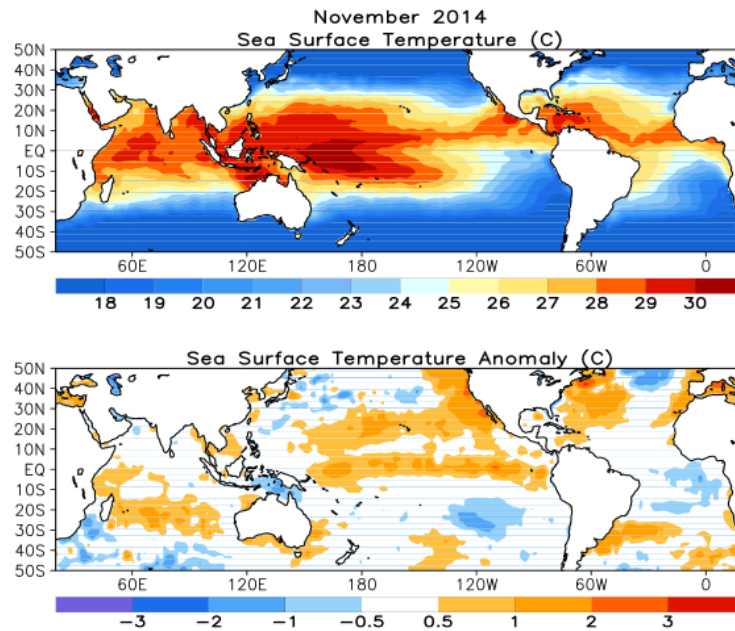 November 2014
Sea Surface Temperature (C)
50N
40N
30N
20N
10N
EQ
10S
20S
30S
40S
50S
60E 120E 180 120W 60W 0
18 19 20 21 22 23 24 25 26 27 28 29 30
Sea Surface Temperature Anomaly (C)
50N
40N
30N
20N
10N
EQ
10S
20S
30S
40S
50S
60E 120E 180 120W 60W 0
-3 -2 -1 -0.5 0.5 1 2 3